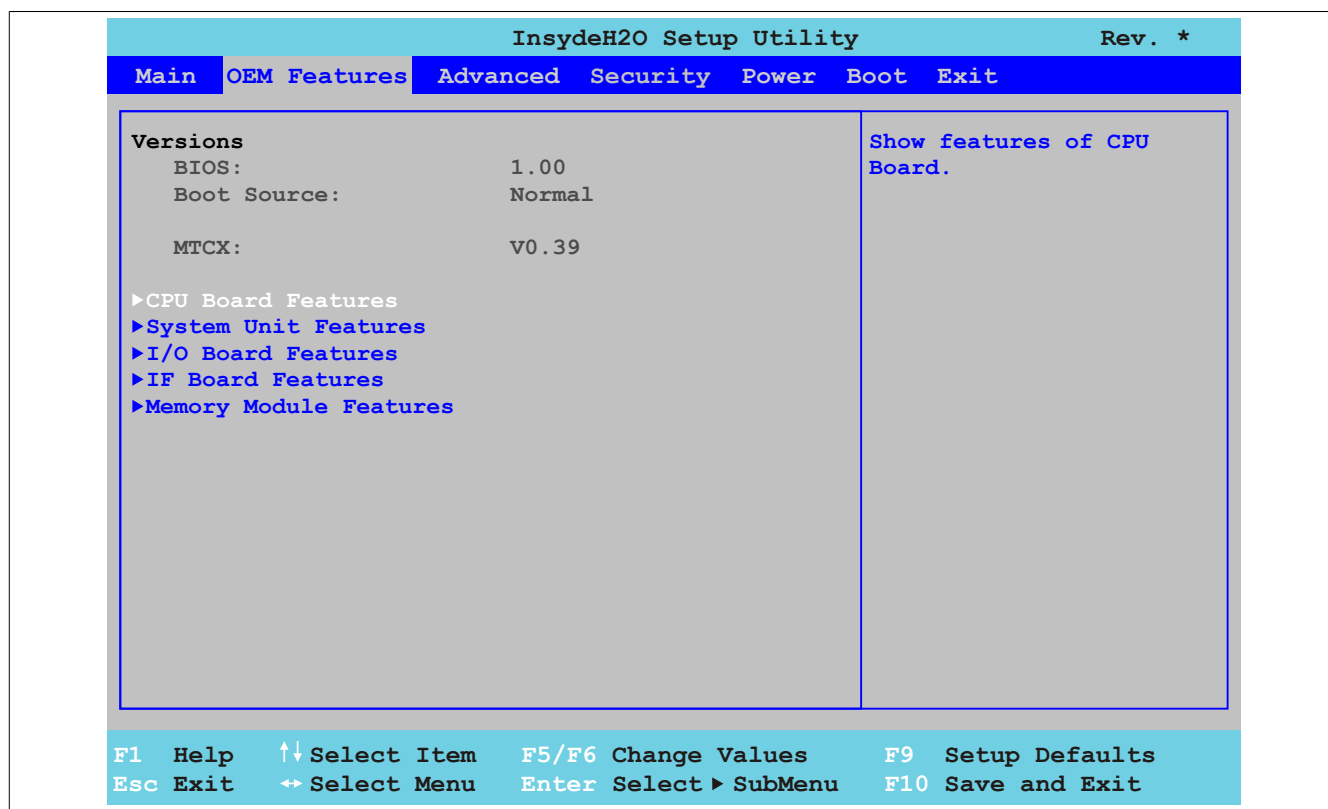 InsydeH2O Setup Utility Rev. *
Main OEM Features Advanced Security Power Boot Exit
Versions
BIOS: 1.00
Boot Source: Normal
MTCX: V0.39
▶CPU Board Features
▶System Unit Features
▶I/O Board Features
▶IF Board Features
▶Memory Module Features
Show features of CPU
Board.
F1 Help ↑↓ Select Item F5/F6 Change Values F9 Setup Defaults
Esc Exit ↔ Select Menu Enter Select ▶ SubMenu F10 Save and Exit